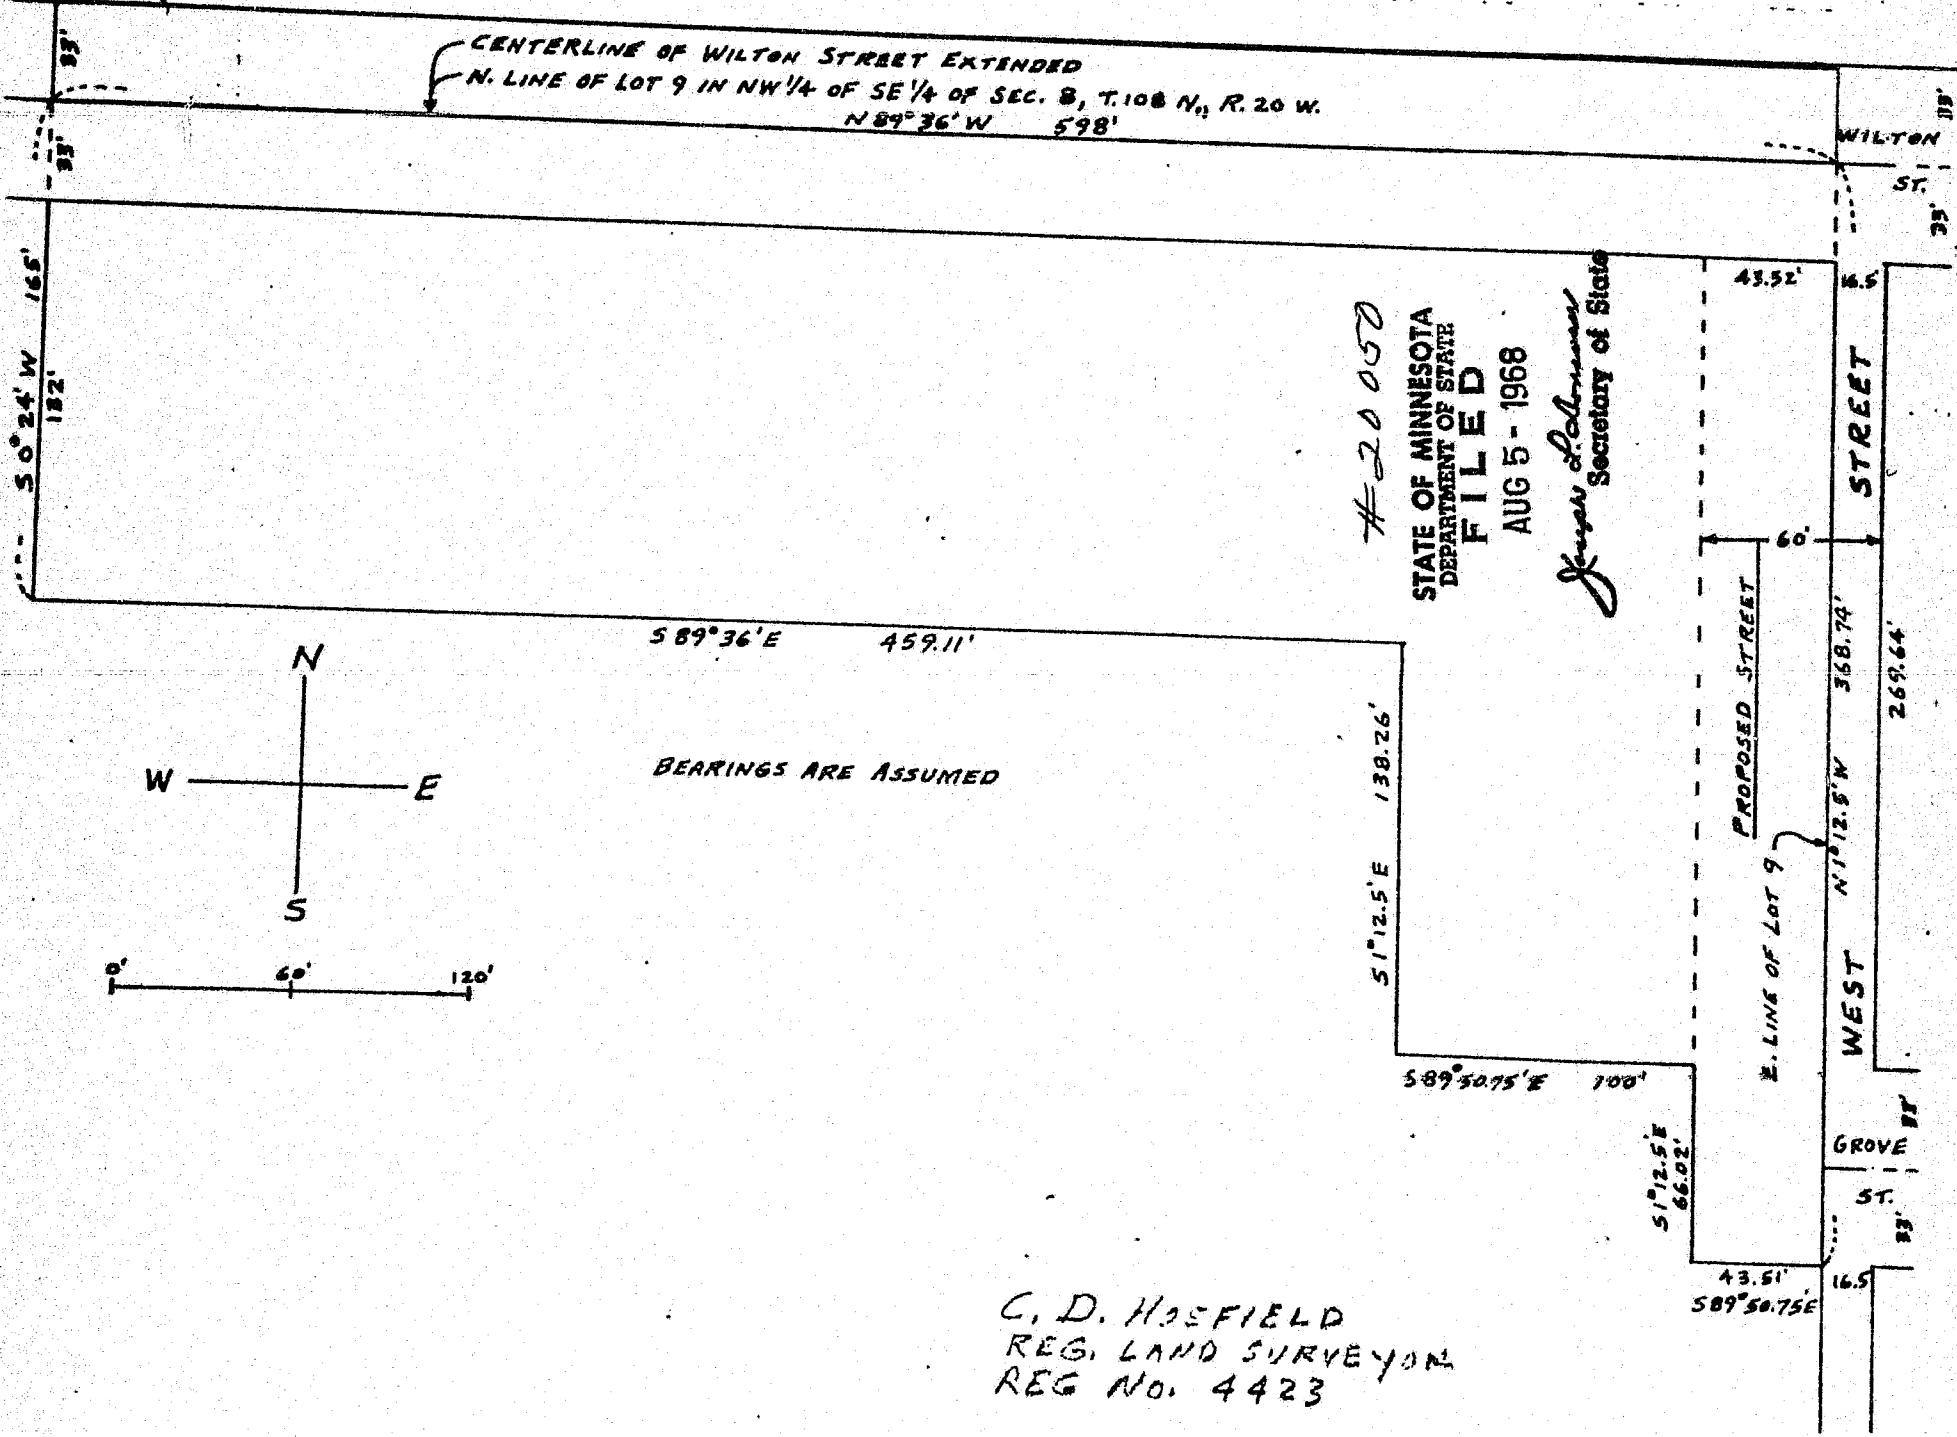 33'
CENTERLINE OF WILTON STREET EXTENDED
N. LINE OF LOT 9 IN NW 1/4 OF SE 1/4 OF SEC. 8, T. 108 N., R. 20 W.
N 89° 36' W 598'
33'
33'
WILTON
ST.
33'
43.52'
16.5
S 0° 24' W 165'
132'
#20050
STATE OF MINNESOTA
DEPARTMENT OF STATE
FILED
AUG 5 - 1968
Joseph L. Donovan
Secretary of State
WEST STREET
60'
PROPOSED STREET
N 1° 12.5' W 368.74'
269.64'
E. LINE OF LOT 9
S 89° 36' E 459.11'
N
W E
S
BEARINGS ARE ASSUMED
0' 60' 120'
S 1° 12.5' E 138.26'
S 89° 50.75' E 100'
S 1° 12.5' E
66.02'
33'
GROVE
ST.
33'
43.51'
16.5
S 89° 50.75' E
C. D. HOSFIELD
REG. LAND SURVEYOR
REG NO. 4423